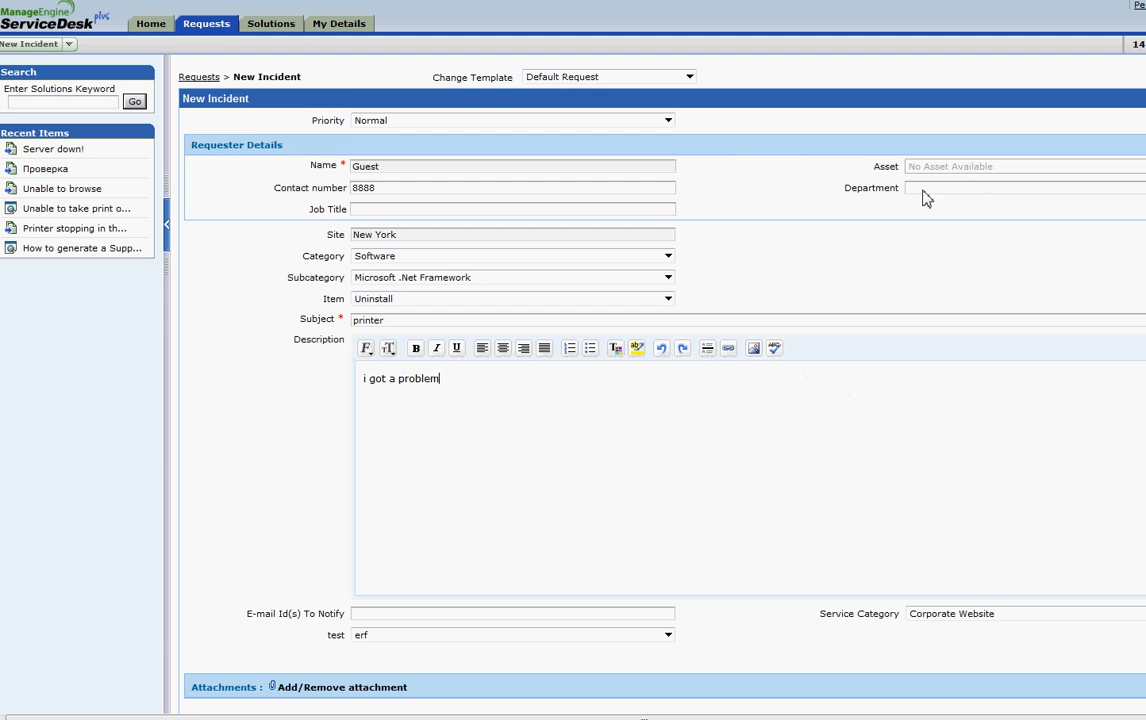 ManageEngine
ServiceDesk plus
Home Requests Solutions My Details
Pe
New Incident
14
Search
Enter Solutions Keyword
Go
Recent Items
Server down!
Проверка
Unable to browse
Unable to take print o...
Printer stopping in th...
How to generate a Supp...
Requests > New Incident
Change Template Default Request
New Incident
Priority Normal
Requester Details
Name * Guest
Asset No Asset Available
Contact number 8888
Department
Job Title
Site New York
Category Software
Subcategory Microsoft .Net Framework
Item Uninstall
Subject * printer
Description
B I U
ABC
i got a problem
E-mail Id(s) To Notify
Service Category Corporate Website
test erf
Attachments : Add/Remove attachment